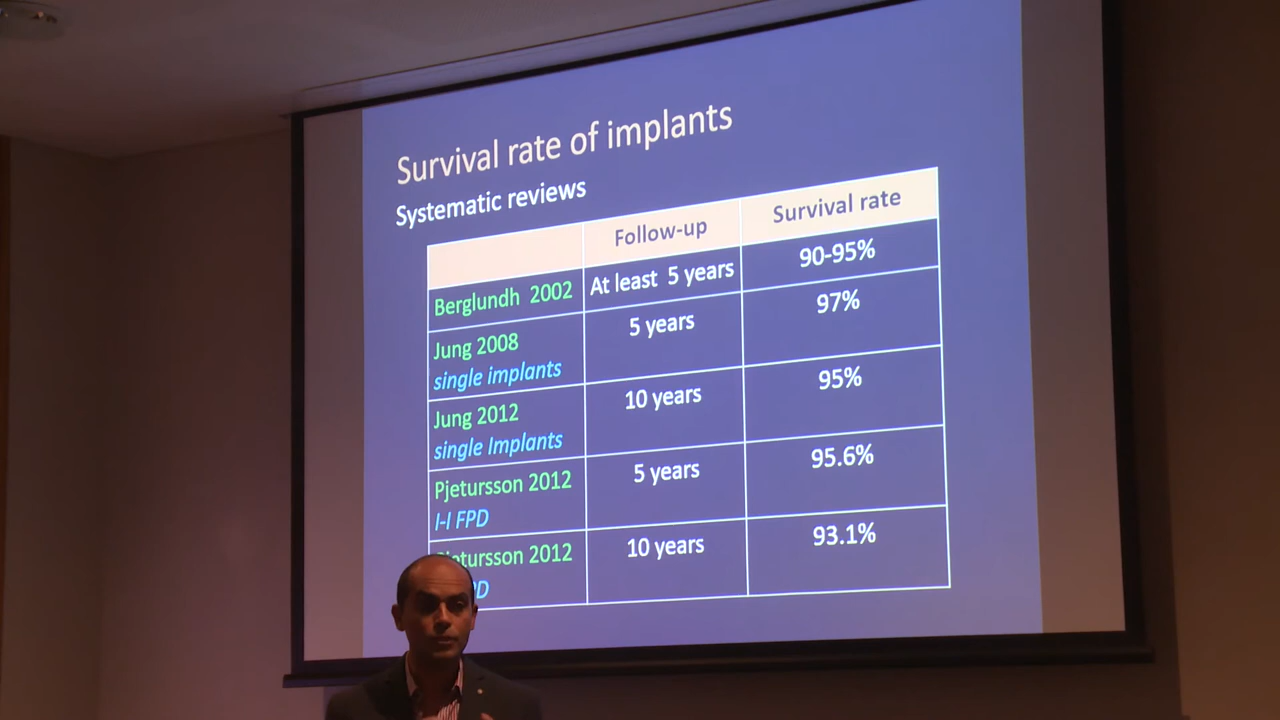 Survival rate of implants
Systematic reviews
Follow-up Survival rate
Berglundh 2002 At least 5 years 90-95%
Jung 2008 5 years 97%
single implants
Jung 2012 10 years 95%
single Implants
Pjetursson 2012 5 years 95.6%
I-I FPD
2012 10 years 93.1%